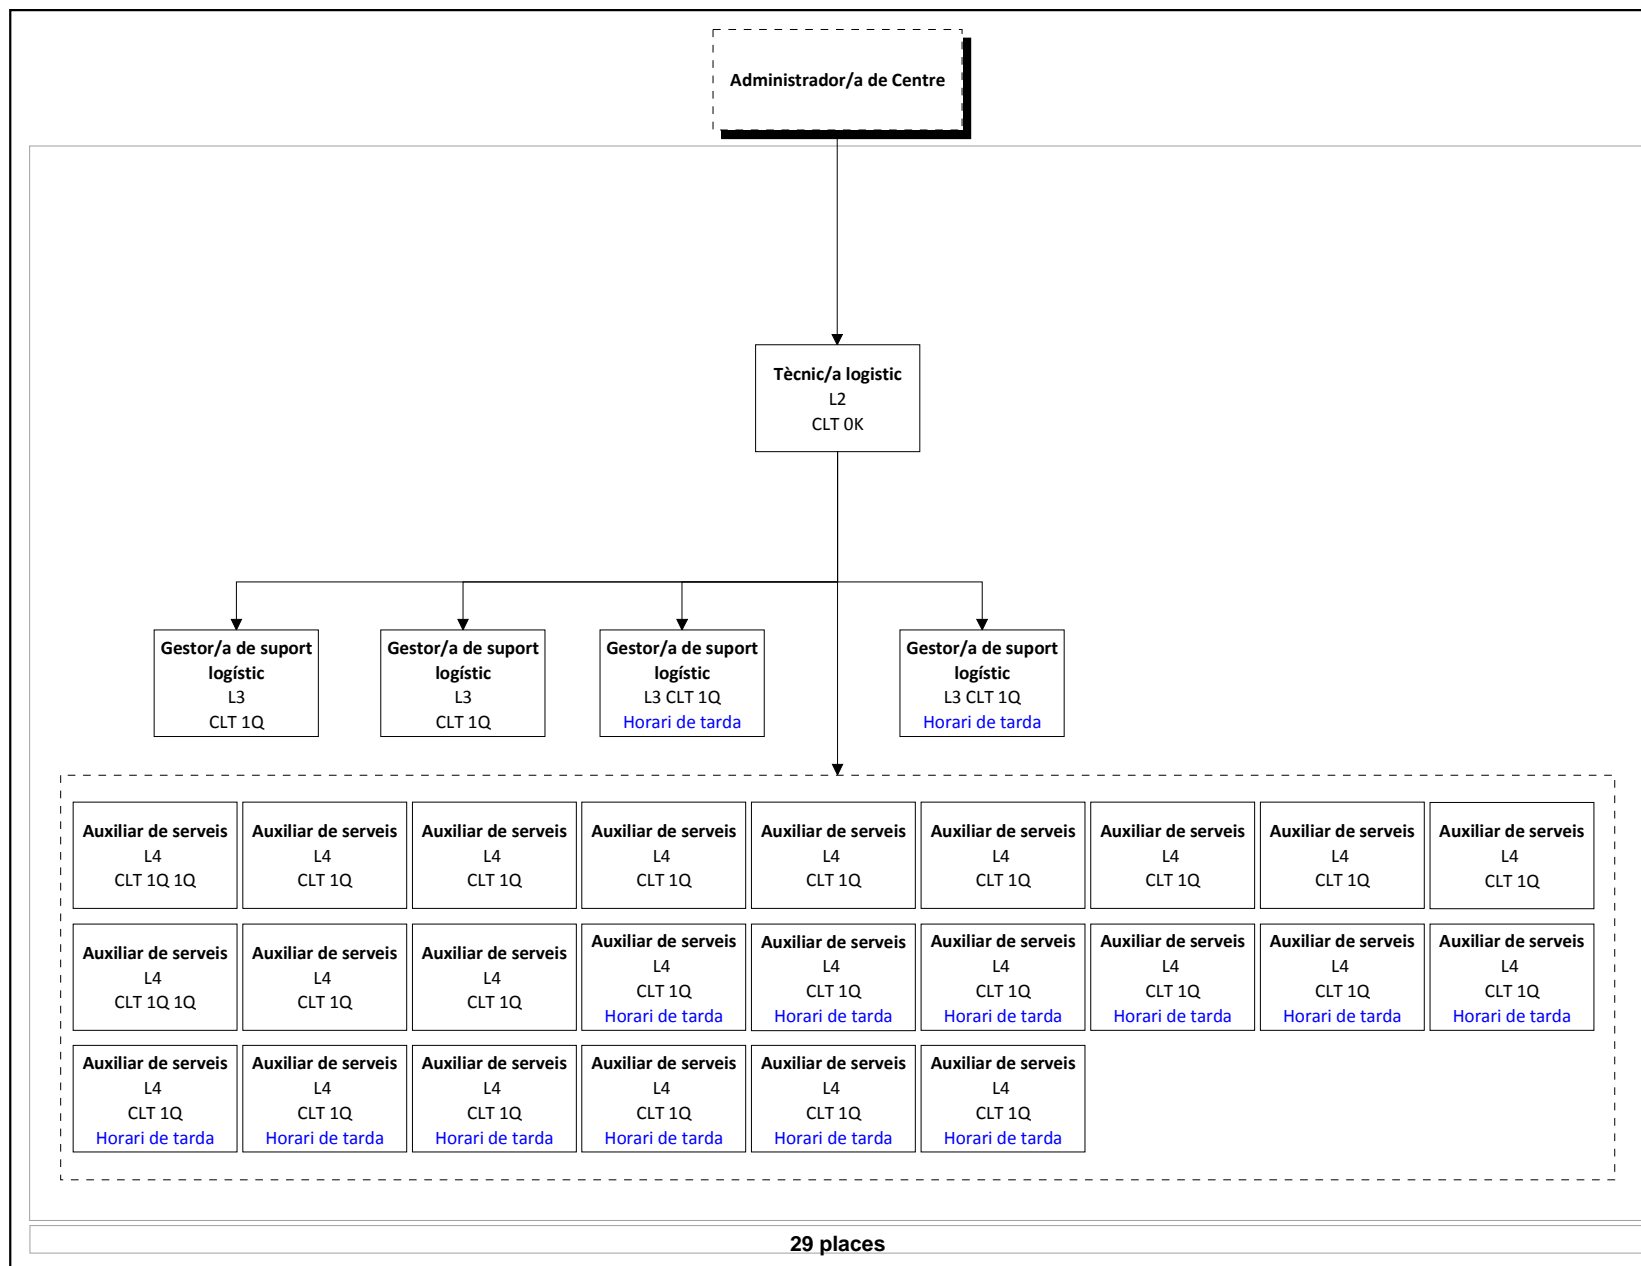 Administrador/a de Centre
Tècnic/a logistic
L2
CLT 0K
Gestor/a de suport
logístic
L3
CLT 1Q
Gestor/a de suport
logístic
L3
CLT 1Q
Gestor/a de suport
logístic
L3 CLT 1Q
Horari de tarda
Gestor/a de suport
logístic
L3 CLT 1Q
Horari de tarda
Auxiliar de serveis
L4
CLT 1Q 1Q
Auxiliar de serveis
L4
CLT 1Q
Auxiliar de serveis
L4
CLT 1Q
Auxiliar de serveis
L4
CLT 1Q
Auxiliar de serveis
L4
CLT 1Q
Auxiliar de serveis
L4
CLT 1Q
Auxiliar de serveis
L4
CLT 1Q
Auxiliar de serveis
L4
CLT 1Q
Auxiliar de serveis
L4
CLT 1Q
Auxiliar de serveis
L4
CLT 1Q 1Q
Auxiliar de serveis
L4
CLT 1Q
Auxiliar de serveis
L4
CLT 1Q
Auxiliar de serveis
L4
CLT 1Q
Horari de tarda
Auxiliar de serveis
L4
CLT 1Q
Horari de tarda
Auxiliar de serveis
L4
CLT 1Q
Horari de tarda
Auxiliar de serveis
L4
CLT 1Q
Horari de tarda
Auxiliar de serveis
L4
CLT 1Q
Horari de tarda
Auxiliar de serveis
L4
CLT 1Q
Horari de tarda
Auxiliar de serveis
L4
CLT 1Q
Horari de tarda
Auxiliar de serveis
L4
CLT 1Q
Horari de tarda
Auxiliar de serveis
L4
CLT 1Q
Horari de tarda
Auxiliar de serveis
L4
CLT 1Q
Horari de tarda
Auxiliar de serveis
L4
CLT 1Q
Horari de tarda
Auxiliar de serveis
L4
CLT 1Q
Horari de tarda
29 places